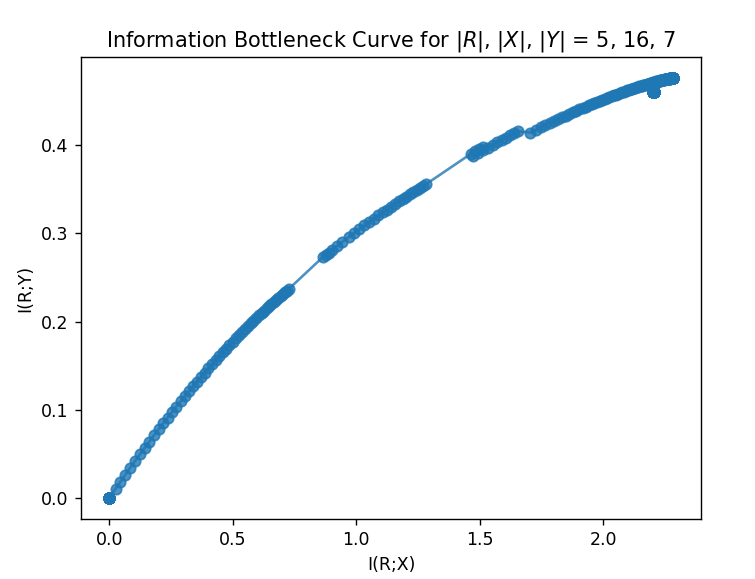 Information Bottleneck Curve for |R|, |X|, |Y| = 5, 16, 7
I(R;Y)
0.4
0.3
0.2
0.1
0.0
0.0 0.5 1.0 1.5 2.0
I(R;X)